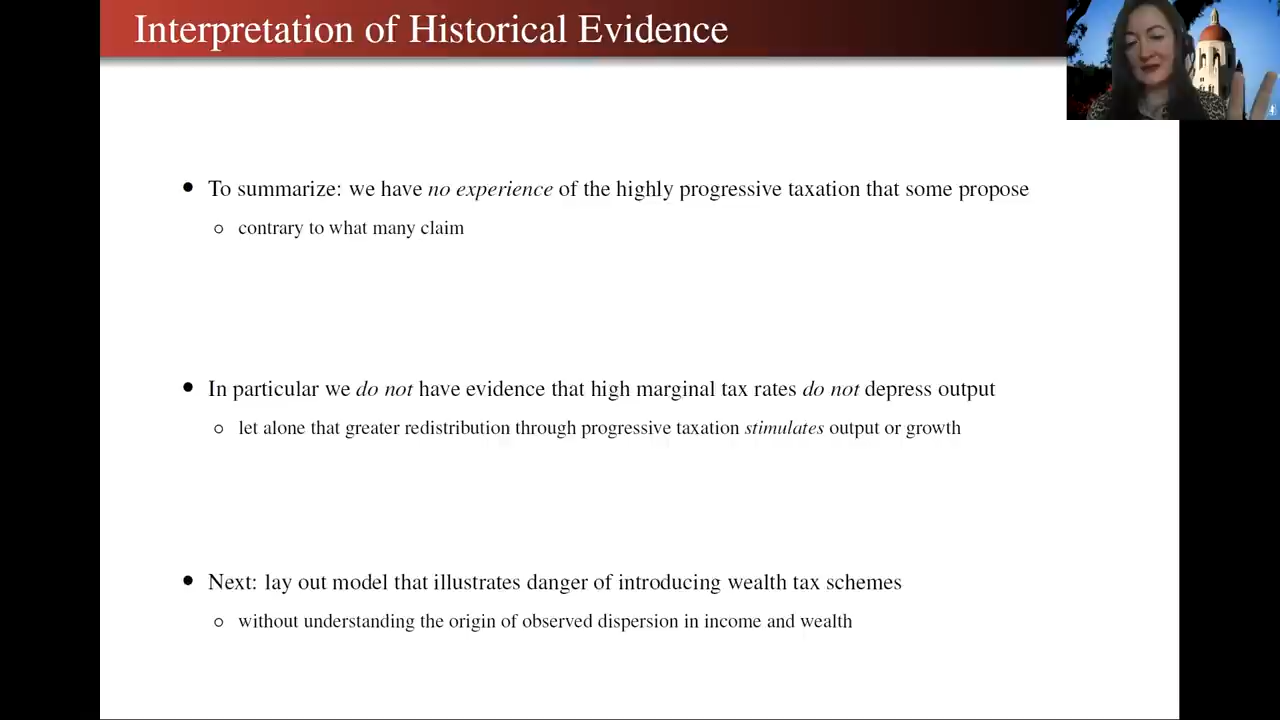 Interpretation of Historical Evidence
• To summarize: we have no experience of the highly progressive taxation that some propose
○ contrary to what many claim
• In particular we do not have evidence that high marginal tax rates do not depress output
○ let alone that greater redistribution through progressive taxation stimulates output or growth
• Next: lay out model that illustrates danger of introducing wealth tax schemes
○ without understanding the origin of observed dispersion in income and wealth